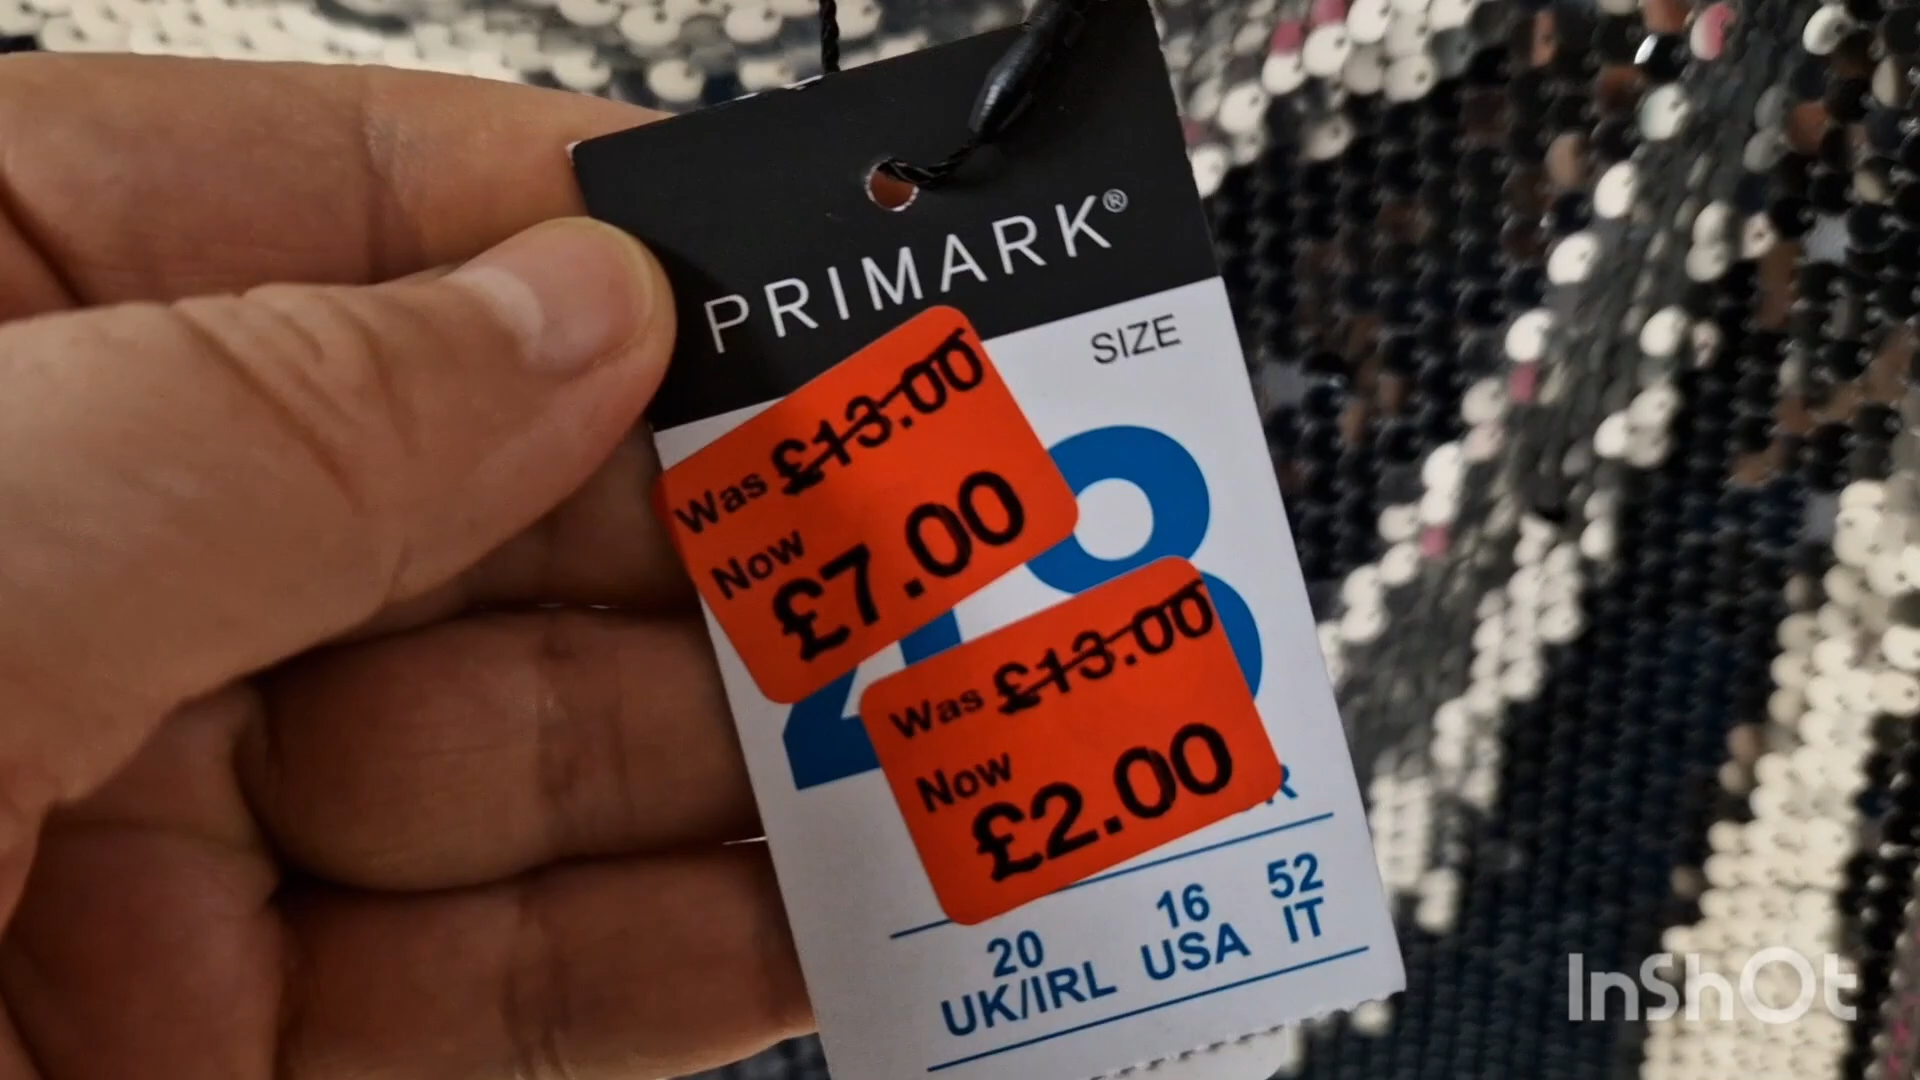 PRIMARK®
SIZE
Was £13.00
Now
£7.00
Was £13.00
Now
£2.00
20
UK/IRL
16
USA
52
IT
InShOt